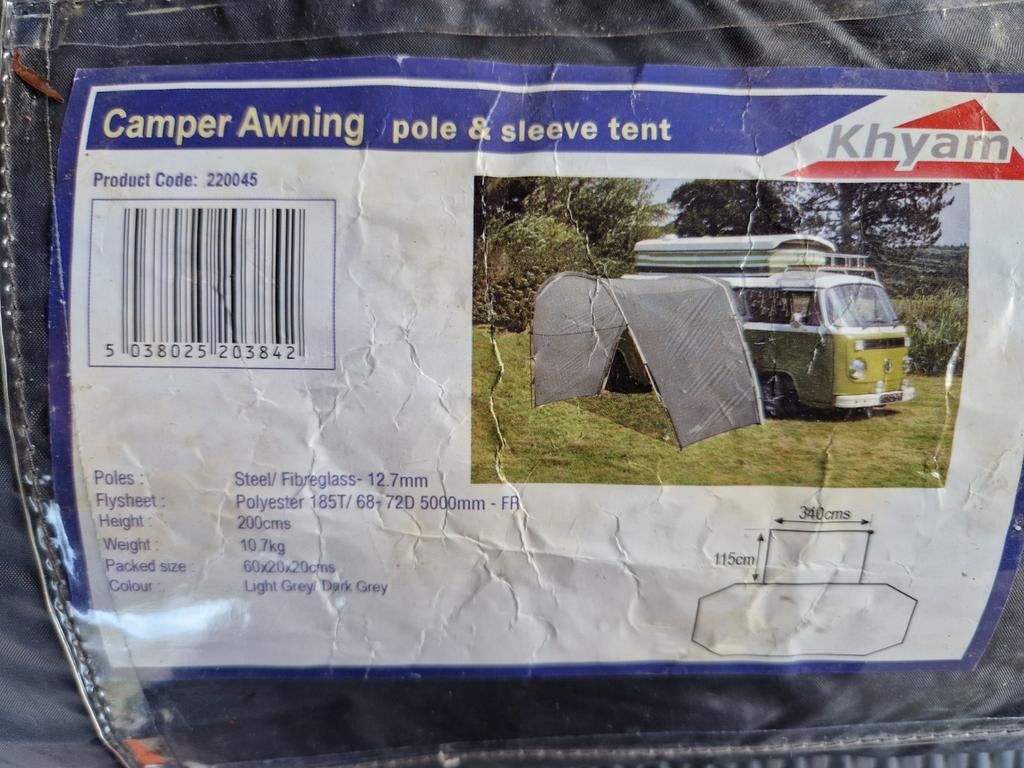 Camper Awning pole & sleeve tent
Khyam
Product Code: 220045
5 038025 203842
Poles : Steel/ Fibreglass- 12.7mm
Flysheet : Polyester 185T/ 68- 72D 5000mm - FR
Height : 200cms
Weight : 10.7kg
Packed size : 60x20x20cms
Colour : Light Grey/ Dark Grey
340cms
115cm